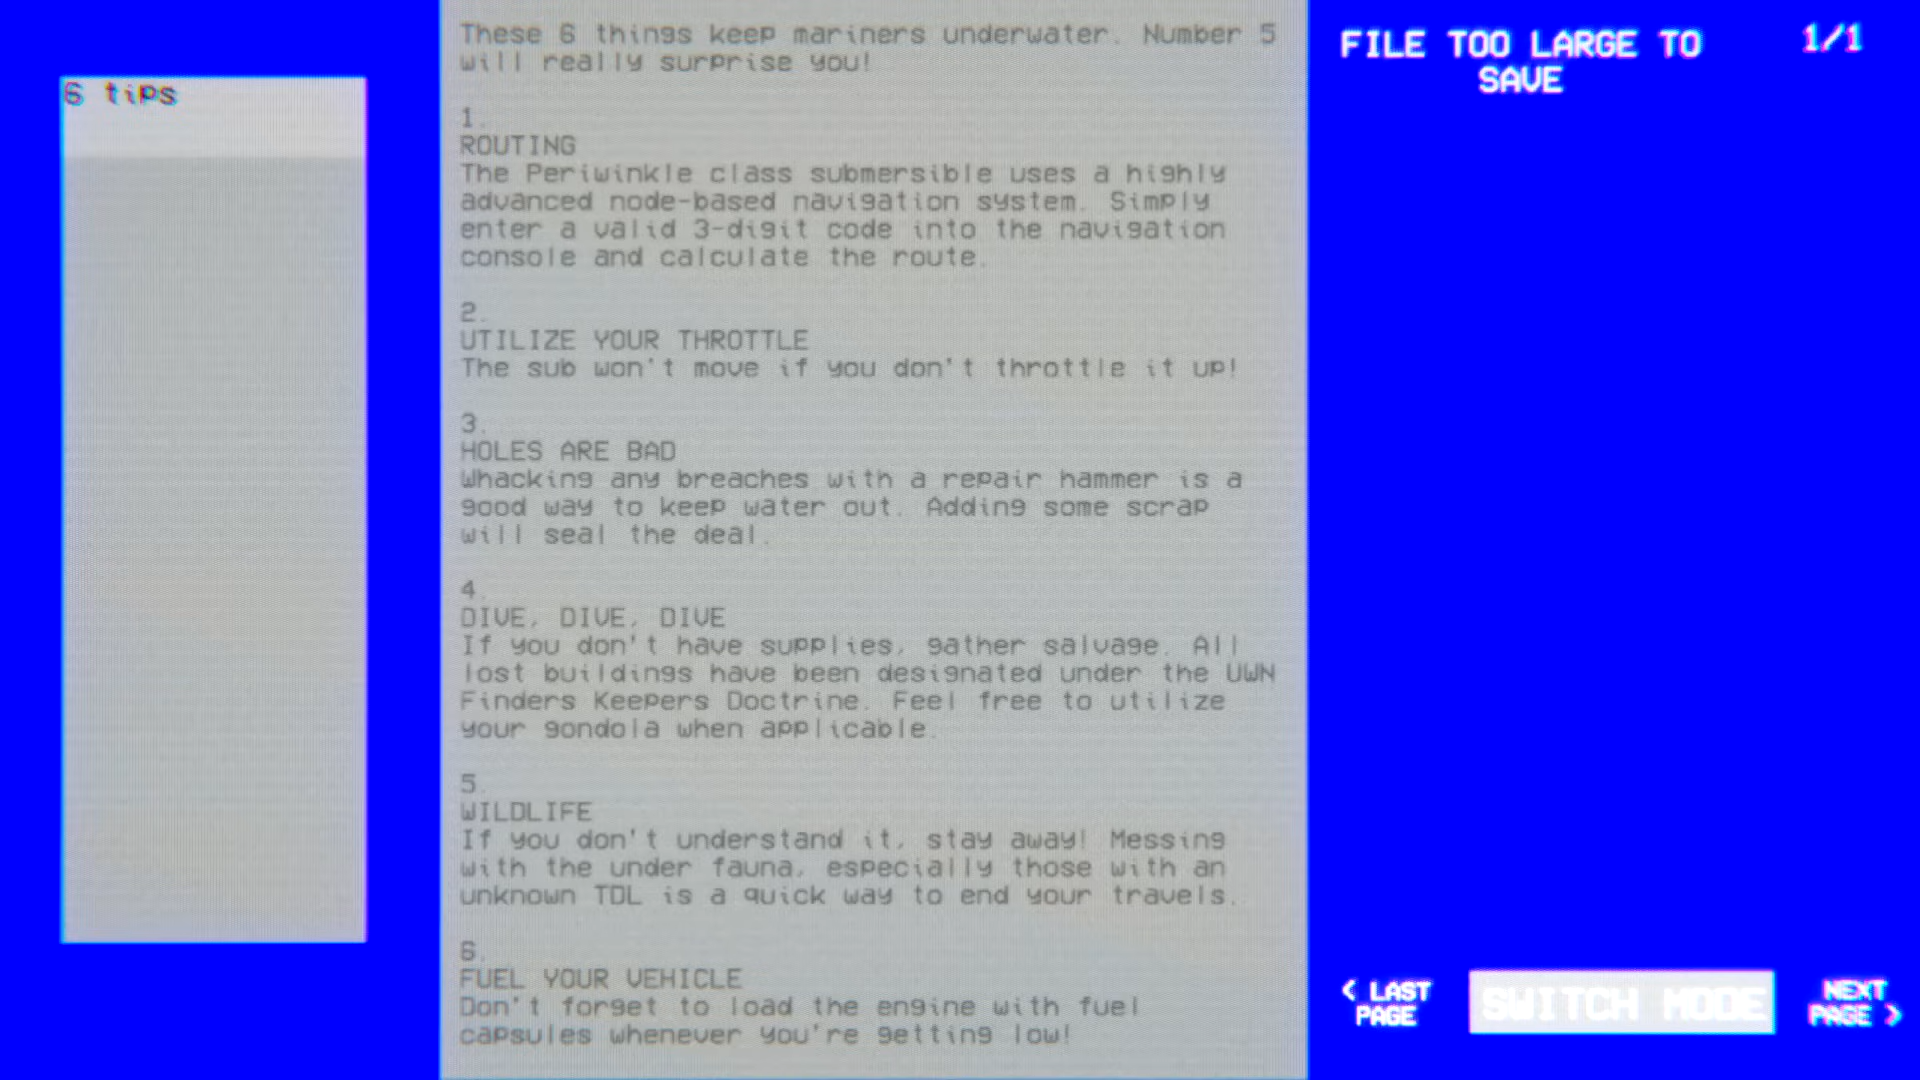 6 tips
These 6 things keep mariners underwater. Number 5
will really surprise you!
1.
ROUTING
The Periwinkle class submersible uses a highly
advanced node-based navigation system. Simply
enter a valid 3-digit code into the navigation
console and calculate the route.
2.
UTILIZE YOUR THROTTLE
The sub won't move if you don't throttle it up!
3.
HOLES ARE BAD
Whacking any breaches with a repair hammer is a
good way to keep water out. Adding some scrap
will seal the deal.
4.
DIVE, DIVE, DIVE
If you don't have supplies, gather salvage. All
lost buildings have been designated under the UWN
Finders Keepers Doctrine. Feel free to utilize
your gondola when applicable.
5.
WILDLIFE
If you don't understand it, stay away! Messing
with the under fauna, especially those with an
unknown TDL is a quick way to end your travels.
6.
FUEL YOUR VEHICLE
Don't forget to load the engine with fuel
capsules whenever you're getting low!
FILE TOO LARGE TO
SAVE
1/1
< LAST
PAGE
SWITCH MODE
NEXT
PAGE >